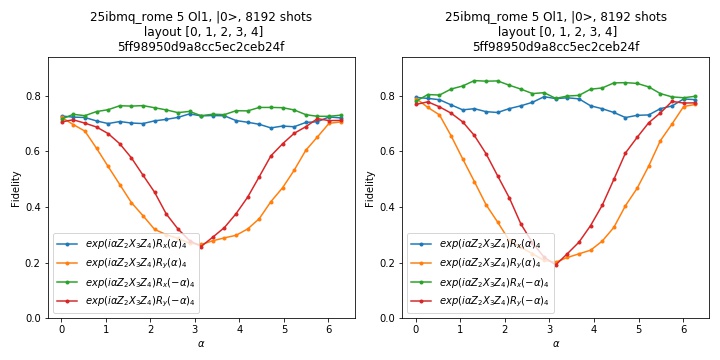 25ibmq_rome 5 Ol1, |0>, 8192 shots
layout [0, 1, 2, 3, 4]
5ff98950d9a8cc5ec2ceb24f
Fidelity
0.8
0.6
0.4
0.2
0.0
exp(iαZ₂X₃Z₄)Rₓ(α)₄
exp(iαZ₂X₃Z₄)Rᵧ(α)₄
exp(iαZ₂X₃Z₄)Rₓ(−α)₄
exp(iαZ₂X₃Z₄)Rᵧ(−α)₄
0 1 2 3 4 5 6
α
25ibmq_rome 5 Ol1, |0>, 8192 shots
layout [0, 1, 2, 3, 4]
5ff98950d9a8cc5ec2ceb24f
Fidelity
0.8
0.6
0.4
0.2
0.0
exp(iαZ₂X₃Z₄)Rₓ(α)₄
exp(iαZ₂X₃Z₄)Rᵧ(α)₄
exp(iαZ₂X₃Z₄)Rₓ(−α)₄
exp(iαZ₂X₃Z₄)Rᵧ(−α)₄
0 1 2 3 4 5 6
α